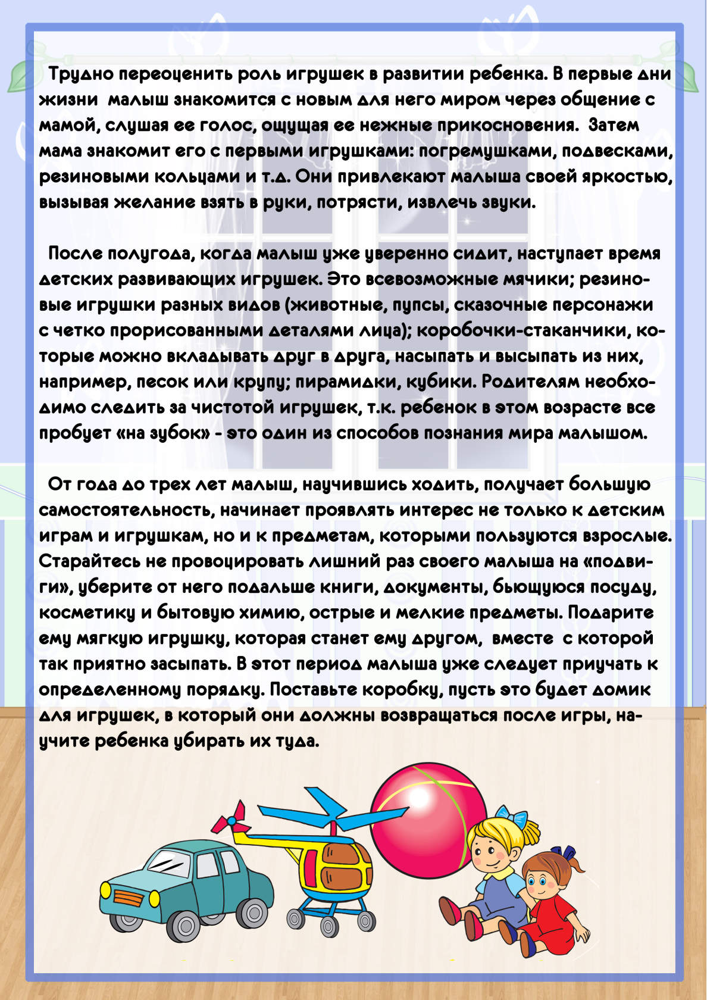 Трудно переоценить роль игрушек в развитии ребенка. В первые дни
жизни малыш знакомится с новым для него миром через общение с
мамой, слушая ее голос, ощущая ее нежные прикосновения. Затем
мама знакомит его с первыми игрушками: погремушками, подвесками,
резиновыми кольцами и т.д. Они привлекают малыша своей яркостью,
вызывая желание взять в руки, потрясти, извлечь звуки.
После полугода, когда малыш уже уверенно сидит, наступает время
детских развивающих игрушек. Это всевозможные мячики; резино-
вые игрушки разных видов (животные, пупсы, сказочные персонажи
с четко прорисованными деталями лица); коробочки-стаканчики, ко-
торые можно вкладывать друг в друга, насыпать и высыпать из них,
например, песок или крупу; пирамидки, кубики. Родителям необхо-
димо следить за чистотой игрушек, т.к. ребенок в этом возрасте все
пробует «на зубок» - это один из способов познания мира малышом.
От года до трех лет малыш, научившись ходить, получает большую
самостоятельность, начинает проявлять интерес не только к детским
играм и игрушкам, но и к предметам, которыми пользуются взрослые.
Старайтесь не провоцировать лишний раз своего малыша на «подви-
ги», уберите от него подальше книги, документы, бьющуюся посуду,
косметику и бытовую химию, острые и мелкие предметы. Подарите
ему мягкую игрушку, которая станет ему другом, вместе с которой
так приятно засыпать. В этот период малыша уже следует приучать к
определенному порядку. Поставьте коробку, пусть это будет домик
для игрушек, в который они должны возвращаться после игры, на-
учите ребенка убирать их туда.